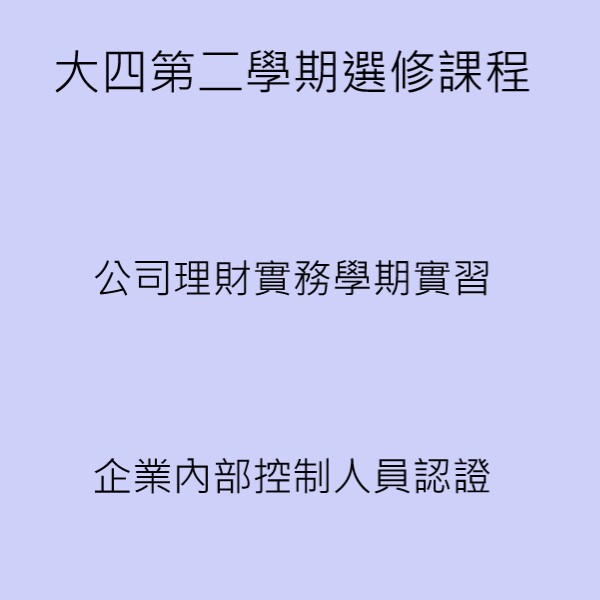 大四第二學期選修課程
公司理財實務學期實習
企業內部控制人員認證